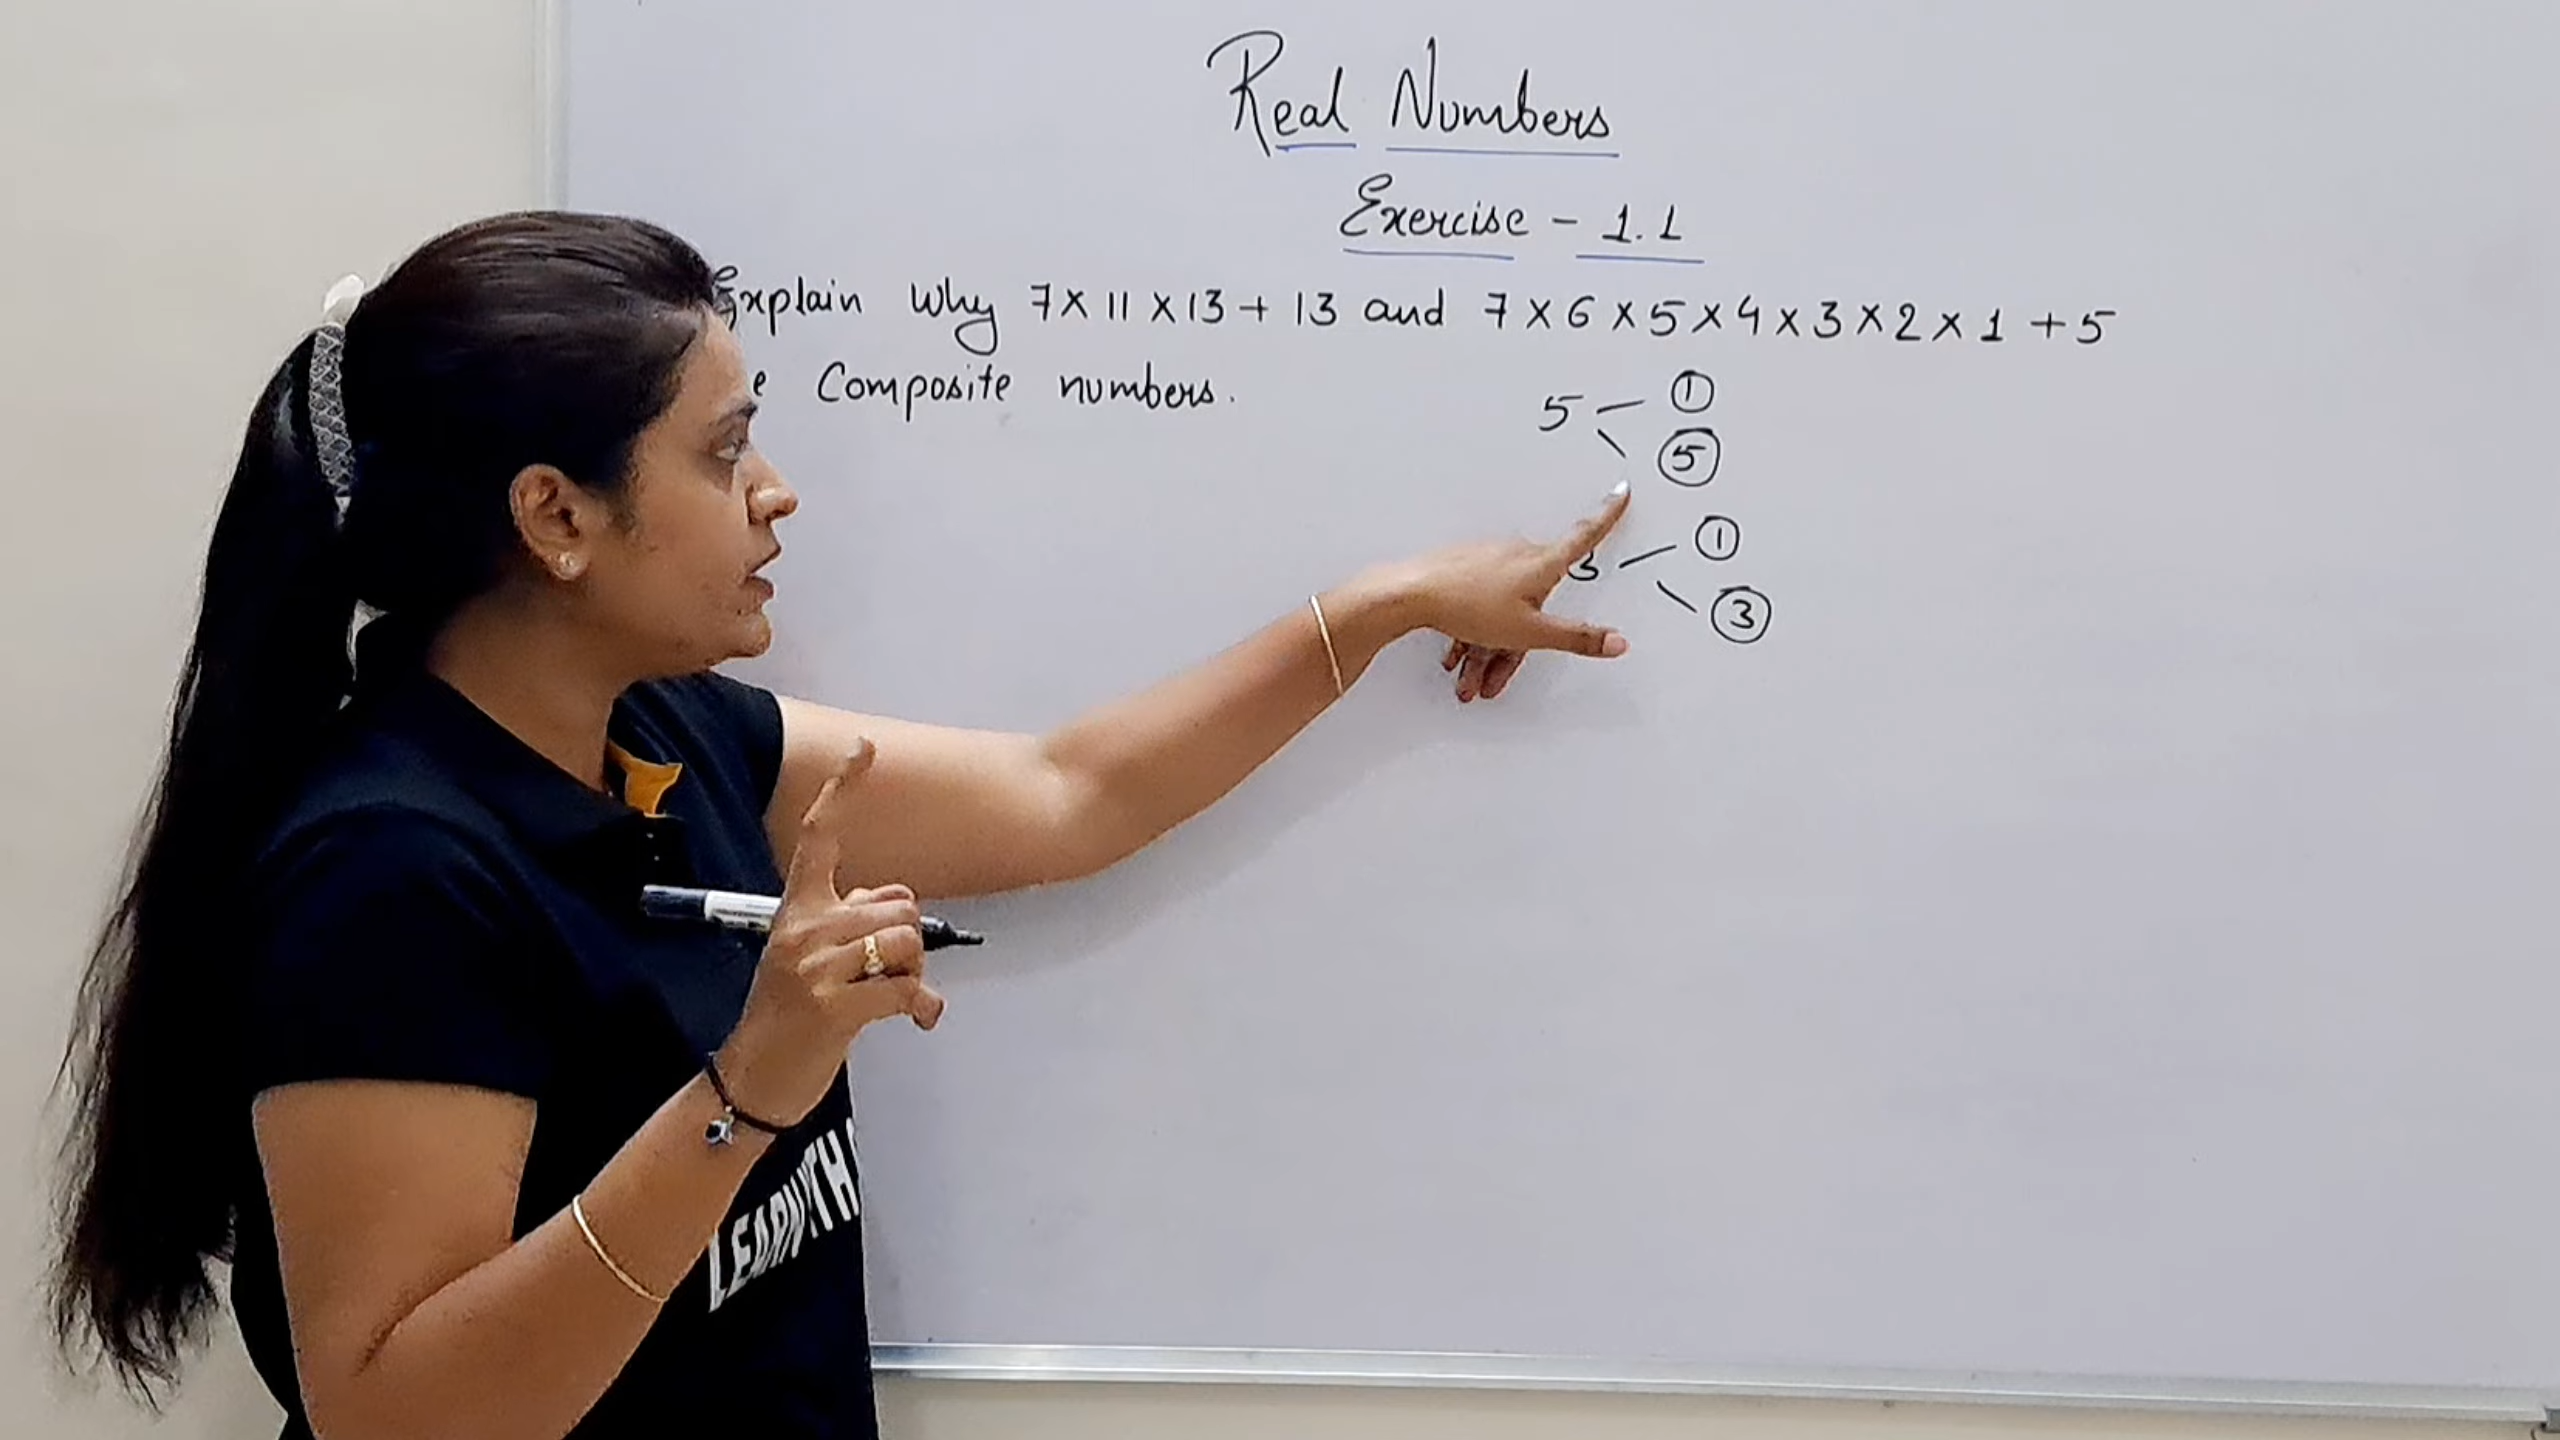 Real Numbers
Exercise - 1.1
Explain why 7 × 11 × 13 + 13 and 7 × 6 × 5 × 4 × 3 × 2 × 1 + 5
Composite numbers.
5 1
5
3 1
3